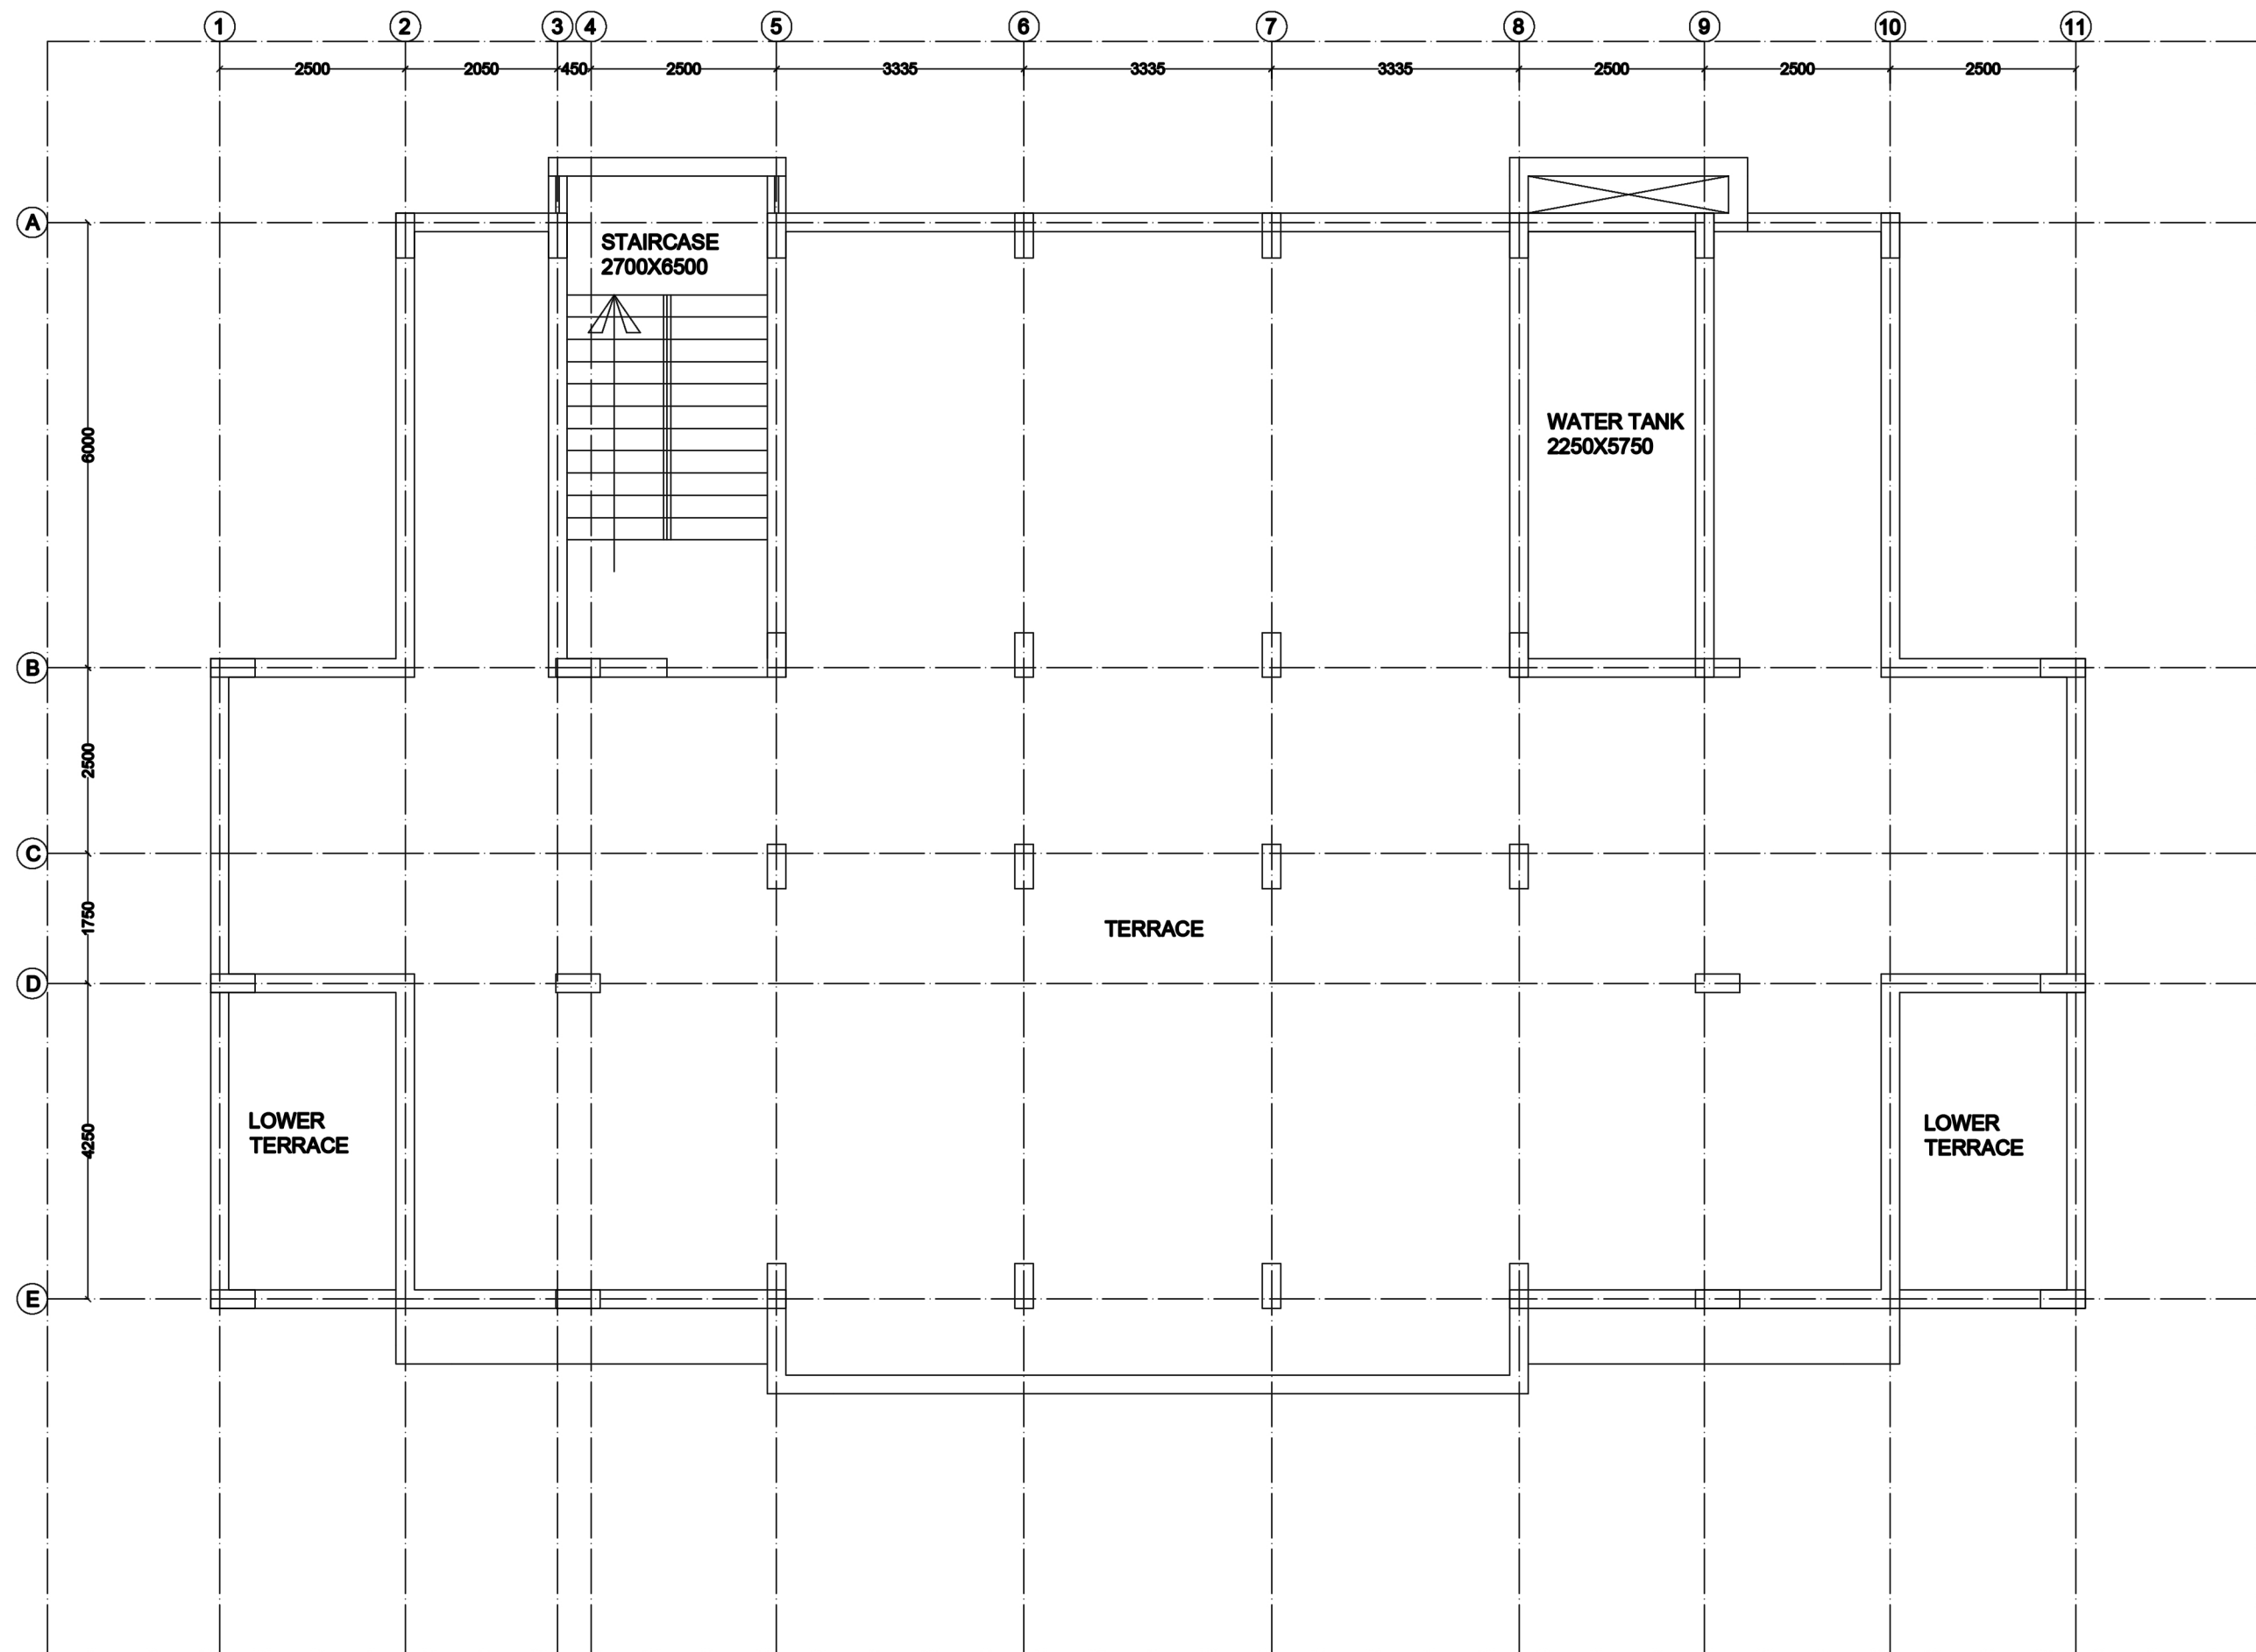 1 2 3 4 5 6 7 8 9 10 11
2500 2050 450 2500 3335 3335 3335 2500 2500 2500
A
STAIRCASE
2700X6500
WATER TANK
2250X5750
6000
B
2500
C
1750
TERRACE
D
LOWER
TERRACE
LOWER
TERRACE
4250
E